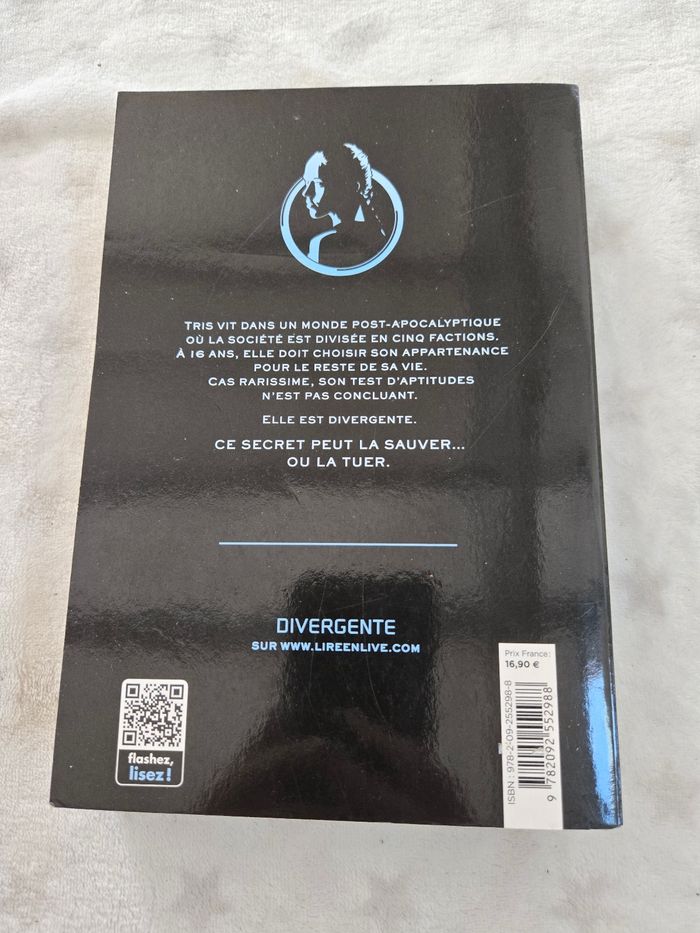 TRIS VIT DANS UN MONDE POST-APOCALYPTIQUE
OÙ LA SOCIÉTÉ EST DIVISÉE EN CINQ FACTIONS.
À 16 ANS, ELLE DOIT CHOISIR SON APPARTENANCE
POUR LE RESTE DE SA VIE.
CAS RARISSIME, SON TEST D'APTITUDES
N'EST PAS CONCLUANT.
ELLE EST DIVERGENTE.
CE SECRET PEUT LA SAUVER...
OU LA TUER.
DIVERGENTE
SUR WWW.LIREENLIVE.COM
flashez,
lisez !
Prix France :
16,90 €
ISBN : 978-2-09-255298-8
9 782092 552988